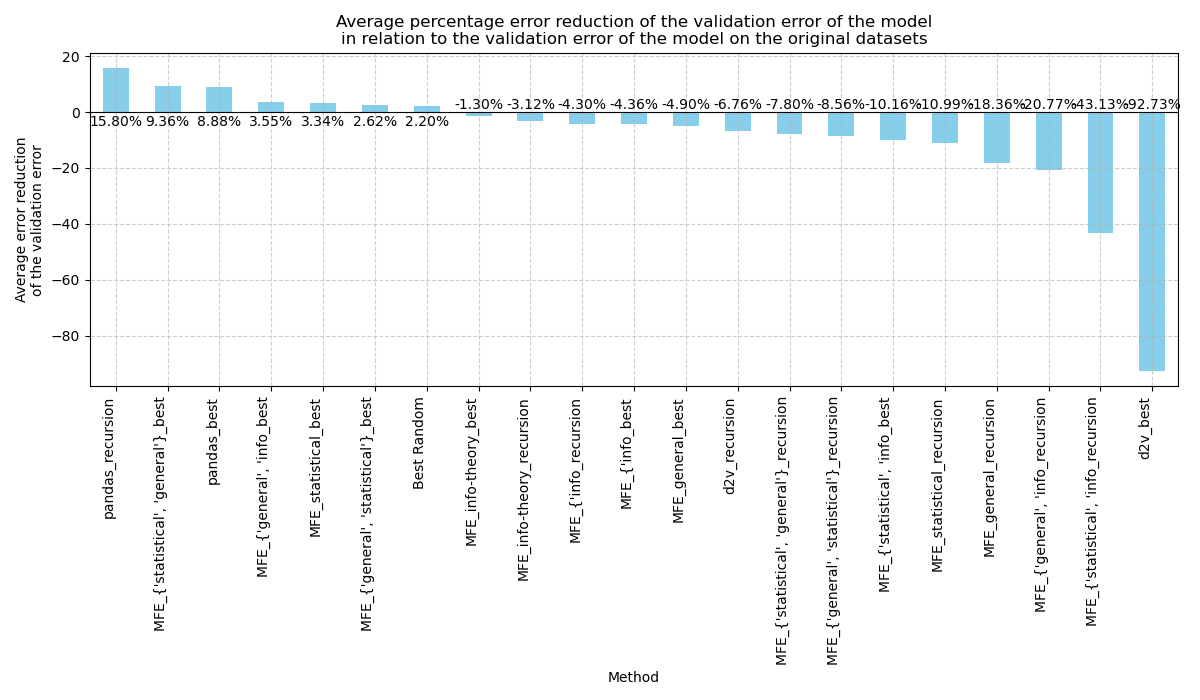 Average percentage error reduction of the validation error of the model
in relation to the validation error of the model on the original datasets
Average error reduction
of the validation error
20
0
−20
−40
−60
−80
15.80% 9.36% 8.88% 3.55% 3.34% 2.62% 2.20% -1.30% -3.12% -4.30% -4.36% -4.90% -6.76% -7.80% -8.56% -10.16% -10.99% -18.36% -20.77% -43.13% -92.73%
pandas_recursion
MFE_{'statistical', 'general'}_best
pandas_best
MFE_{'general', 'info_best
MFE_statistical_best
MFE_{'general', 'statistical'}_best
Best Random
MFE_info-theory_best
MFE_info-theory_recursion
MFE_{'info_recursion
MFE_{'info_best
MFE_general_best
d2v_recursion
MFE_{'statistical', 'general'}_recursion
MFE_{'general', 'statistical'}_recursion
MFE_{'statistical', 'info_best
MFE_statistical_recursion
MFE_general_recursion
MFE_{'general', 'info_recursion
MFE_{'statistical', 'info_recursion
d2v_best
Method